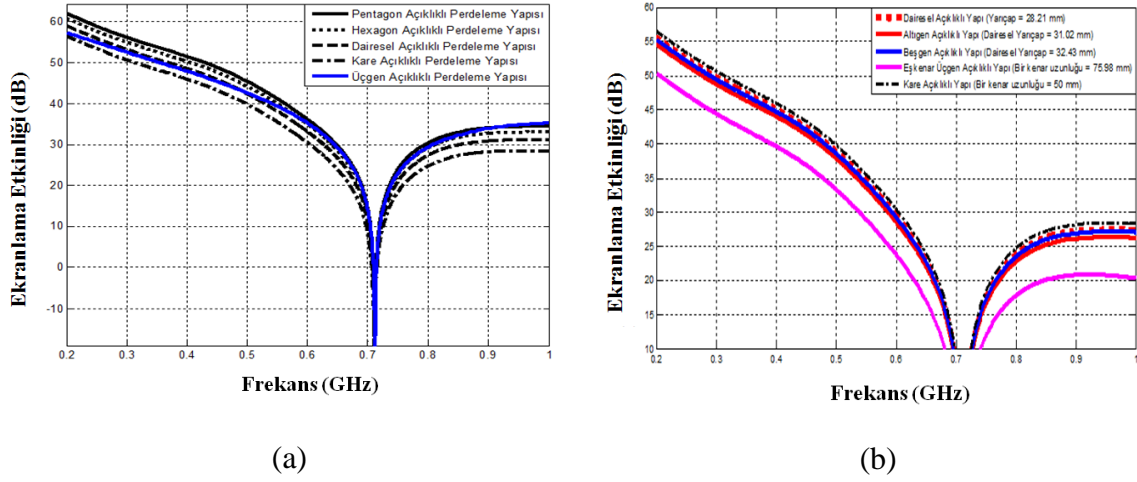 Pentagon Açıklıklı Perdeleme Yapısı
Hexagon Açıklıklı Perdeleme Yapısı
Dairesel Açıklıklı Perdeleme Yapısı
Kare Açıklıklı Perdeleme Yapısı
Üçgen Açıklıklı Perdeleme Yapısı
Ekranlama Etkinliği (dB)
60
50
40
30
20
10
0
-10
0.2 0.3 0.4 0.5 0.6 0.7 0.8 0.9 1
Frekans (GHz)
(a)
Dairesel Açıklıklı Yapı (Yarıçap = 28.21 mm)
Altıgen Açıklıklı Yapı (Dairesel Yarıçap = 31.02 mm)
Beşgen Açıklıklı Yapı (Dairesel Yarıçap = 32.43 mm)
Eşkenar Üçgen Açıklıklı Yapı (Bir kenar uzunluğu = 75.98 mm)
Kare Açıklıklı Yapı (Bir kenar uzunluğu = 50 mm)
Ekranlama Etkinliği (dB)
60
55
50
45
40
35
30
25
20
15
10
0.2 0.3 0.4 0.5 0.6 0.7 0.8 0.9 1
Frekans (GHz)
(b)